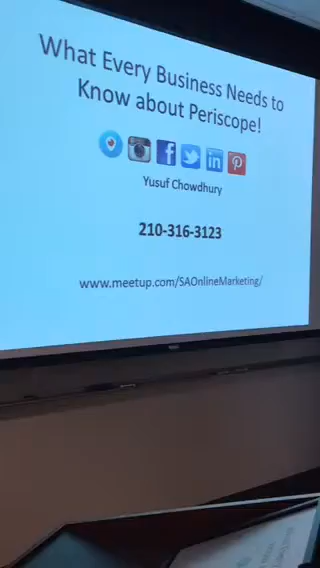 What Every Business Needs to
Know about Periscope!
Yusuf Chowdhury
210-316-3123
www.meetup.com/SAOnlineMarketing/